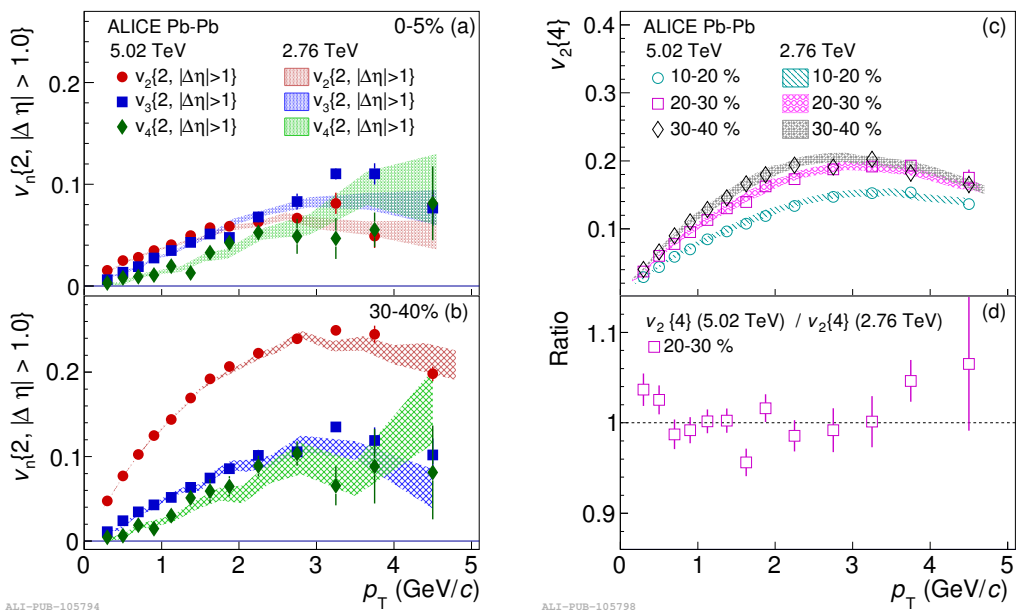 ALICE Pb-Pb 0-5% (a)
5.02 TeV 2.76 TeV
v2{2, |Δη|>1} v2{2, |Δη|>1}
v3{2, |Δη|>1} v3{2, |Δη|>1}
v4{2, |Δη|>1} v4{2, |Δη|>1}
vn{2, |Δ η| > 1.0}
0.2
0.1
0
30-40% (b)
vn{2, |Δ η| > 1.0}
0.2
0.1
0
0 1 2 3 4 5
pT (GeV/c)
ALI-PUB-105794
ALICE Pb-Pb (c)
5.02 TeV 2.76 TeV
10-20 % 10-20 %
20-30 % 20-30 %
30-40 % 30-40 %
v2{4}
0.4
0.3
0.2
0.1
v2 {4} (5.02 TeV) / v2{4} (2.76 TeV) (d)
20-30 %
Ratio
1.1
1
0.9
0 1 2 3 4 5
pT (GeV/c)
ALI-PUB-105798